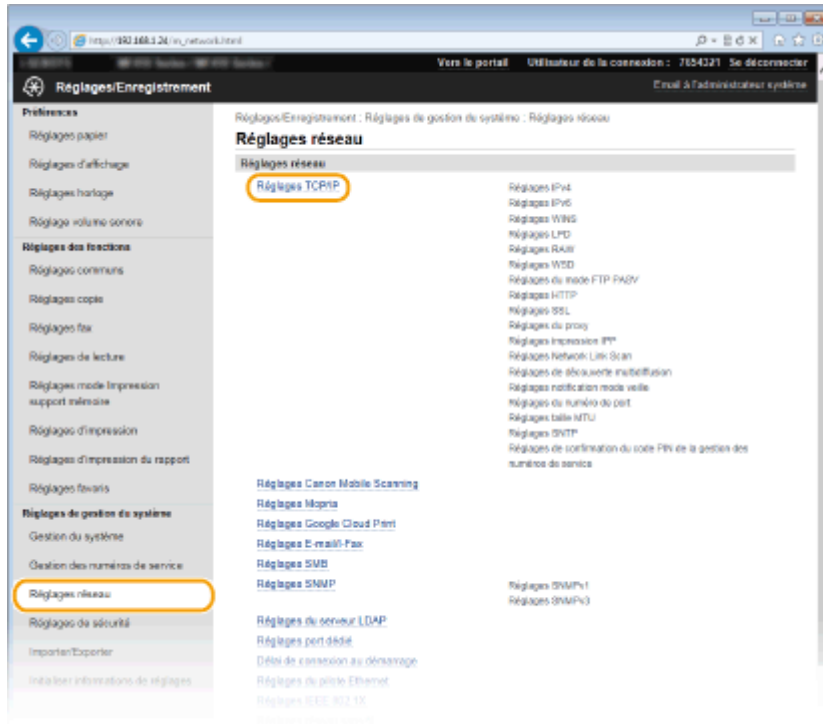 http://192.168.1.24/m_network.html
Vers le portail Utilisateur de la connexion : 7654321 Se déconnecter
Réglages/Enregistrement
Email à l'administrateur système
Préférences
Réglages papier
Réglages d'affichage
Réglages horloge
Réglage volume sonore
Réglages des fonctions
Réglages communs
Réglages copie
Réglages fax
Réglages de lecture
Réglages mode Impression
support mémoire
Réglages d'impression
Réglages d'impression du rapport
Réglages favoris
Réglages de gestion du système
Gestion du système
Gestion des numéros de service
Réglages réseau
Réglages de sécurité
Importer/Exporter
Initialiser informations de réglages
Réglages/Enregistrement : Réglages de gestion du système : Réglages réseau
Réglages réseau
Réglages réseau
Réglages TCP/IP
Réglages IPv4
Réglages IPv6
Réglages WINS
Réglages LPD
Réglages RAW
Réglages WSD
Réglages du mode FTP PASV
Réglages HTTP
Réglages SSL
Réglages du proxy
Réglages impression IPP
Réglages Network Link Scan
Réglages de découverte multidiffusion
Réglages notification mode veille
Réglages du numéro de port
Réglages taille MTU
Réglages SNTP
Réglages de confirmation du code PIN de la gestion des
numéros de service
Réglages Canon Mobile Scanning
Réglages Mopria
Réglages Google Cloud Print
Réglages E-mail/I-Fax
Réglages SMB
Réglages SNMP
Réglages SNMPv1
Réglages SNMPv3
Réglages du serveur LDAP
Réglages port dédié
Délai de connexion au démarrage
Réglages du pilote Ethernet
Réglages IEEE 802.1X